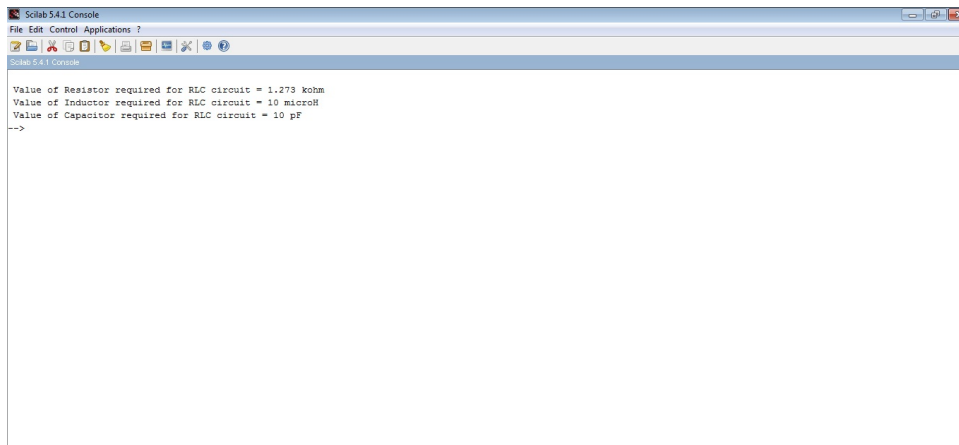 Scilab 5.4.1 Console
File Edit Control Applications ?
Scilab 5.4.1 Console
Value of Resistor required for RLC circuit = 1.273 kohm
Value of Inductor required for RLC circuit = 10 microH
Value of Capacitor required for RLC circuit = 10 pF
-->